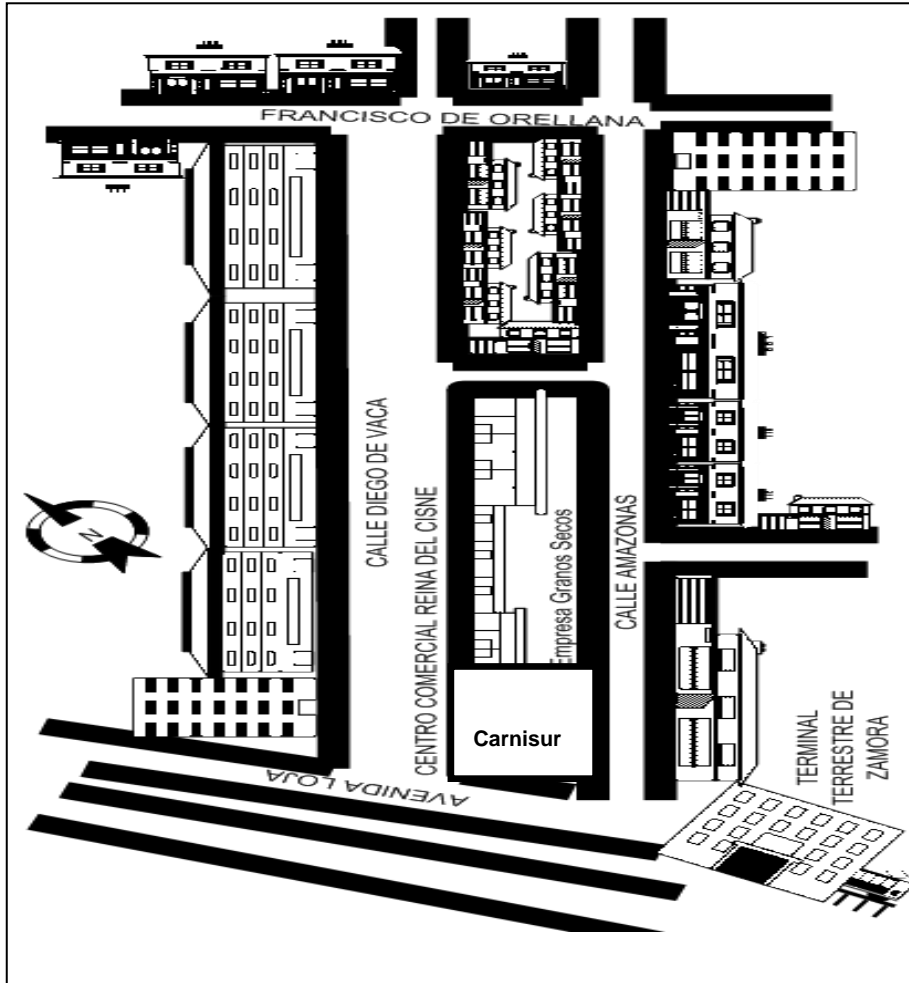 FRANCISCO DE ORELLANA
CALLE DIEGO DE VACA
CENTRO COMERCIAL REINA DEL CISNE
Empresa Granos Secos
CALLE AMAZONAS
N
Carnisur
TERMINAL
TERRESTRE DE
ZAMORA
AVENIDA LOJA